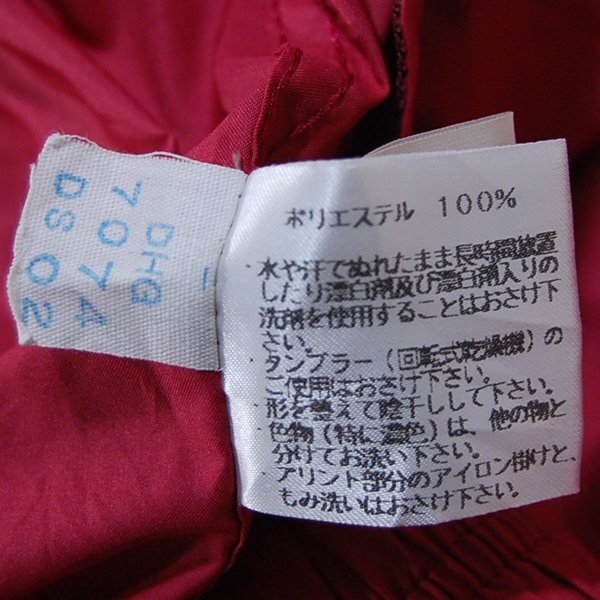 DHG
7074
DS 02
ポリエステル 100%
・水や汗でぬれたまま長時間放置
したり漂白剤及び漂白剤入りの
洗剤を使用することはおさけ下
さい。
・タンブラー（回転式乾燥機）の
ご使用はおさけ下さい。
・形を整えて陰干しして下さい。
・色物（特に濃色）は、他の物と
分けてお洗い下さい。
・プリント部分のアイロン掛けと、
もみ洗いはおさけ下さい。